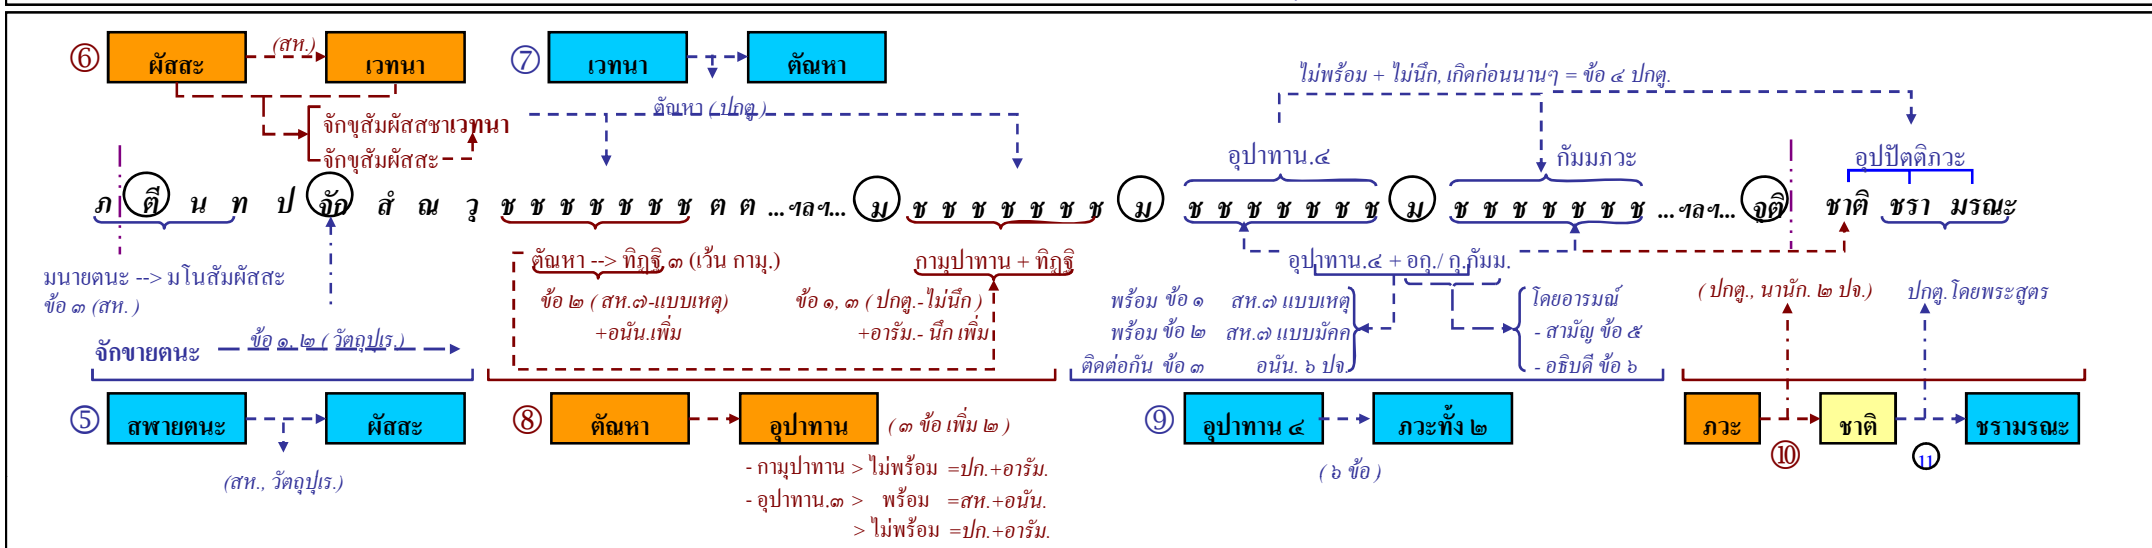 ⑥ ผัสสะ (สห.) เวทนา ⑦ เวทนา ตัณหา
ไม่พร้อม + ไม่นึก, เกิดก่อนนานๆ = ข้อ ๔ ปกตู.
ตัณหา ( ปกตู )
จักขุสัมผัสสชาเวทนา
จักขุสัมผัสสะ
อุปาทาน.๔ กัมมภวะ อุปปัตติภวะ
ภ ตี น ท ป จัก สํ ณ วุ ช ช ช ช ช ช ช ต ต ...ฯลฯ... ม ช ช ช ช ช ช ช ม ช ช ช ช ช ช ช ม ช ช ช ช ช ช ช ...ฯลฯ... จุติ ชาติ ชรา มรณะ
มนายตนะ --> มโนสัมผัสสะ
ข้อ ๓ (สห. )
ตัณหา --> ทิฏฐิ.๓ (เว้น กามุ.)
ข้อ ๒ ( สห.๗-แบบเหตุ)
+อนัน.เพิ่ม
กามุปาทาน + ทิฏฐิ
ข้อ ๑, ๓ ( ปกตู.-ไม่นึก )
+อารัม.- นึก เพิ่ม
อุปาทาน.๔ + อกุ./ กุ.กัมม.
พร้อม ข้อ ๑ สห.๗ แบบเหตุ
พร้อม ข้อ ๒ สห.๗ แบบมัคค
ติดต่อกัน ข้อ ๓ อนัน. ๖ ปจ.
โดยอารมณ์
- สามัญ ข้อ ๕
- อธิบดี ข้อ ๖
( ปกตู., นานัก. ๒ ปจ.)
ปกตู.โดยพระสูตร
จักขายตนะ ข้อ ๑, ๒ ( วัตถุปุเร.)
⑤ สฬายตนะ ผัสสะ
(สห., วัตถุปุเร.)
⑧ ตัณหา อุปาทาน ( ๓ ข้อ เพิ่ม ๒ )
- กามุปาทาน > ไม่พร้อม =ปก.+อารัม.
- อุปาทาน.๓ > พร้อม =สห.+อนัน.
> ไม่พร้อม =ปก.+อารัม.
⑨ อุปาทาน ๔ ภวะทั้ง ๒
( ๖ ข้อ )
ภวะ ⑩ ชาติ 11 ชรามรณะ